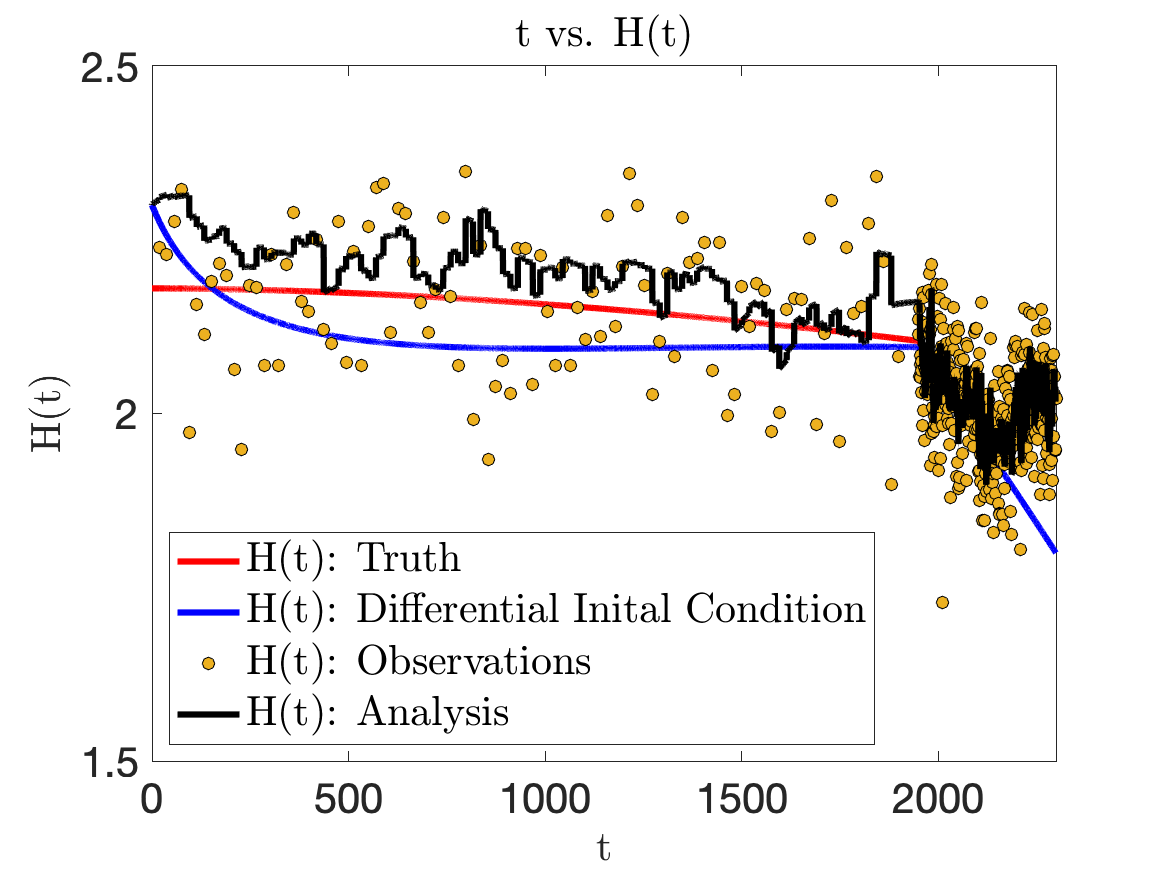 t vs. H(t)
2.5
2
1.5
H(t)
H(t): Truth
H(t): Differential Inital Condition
H(t): Observations
H(t): Analysis
0 500 1000 1500 2000
t